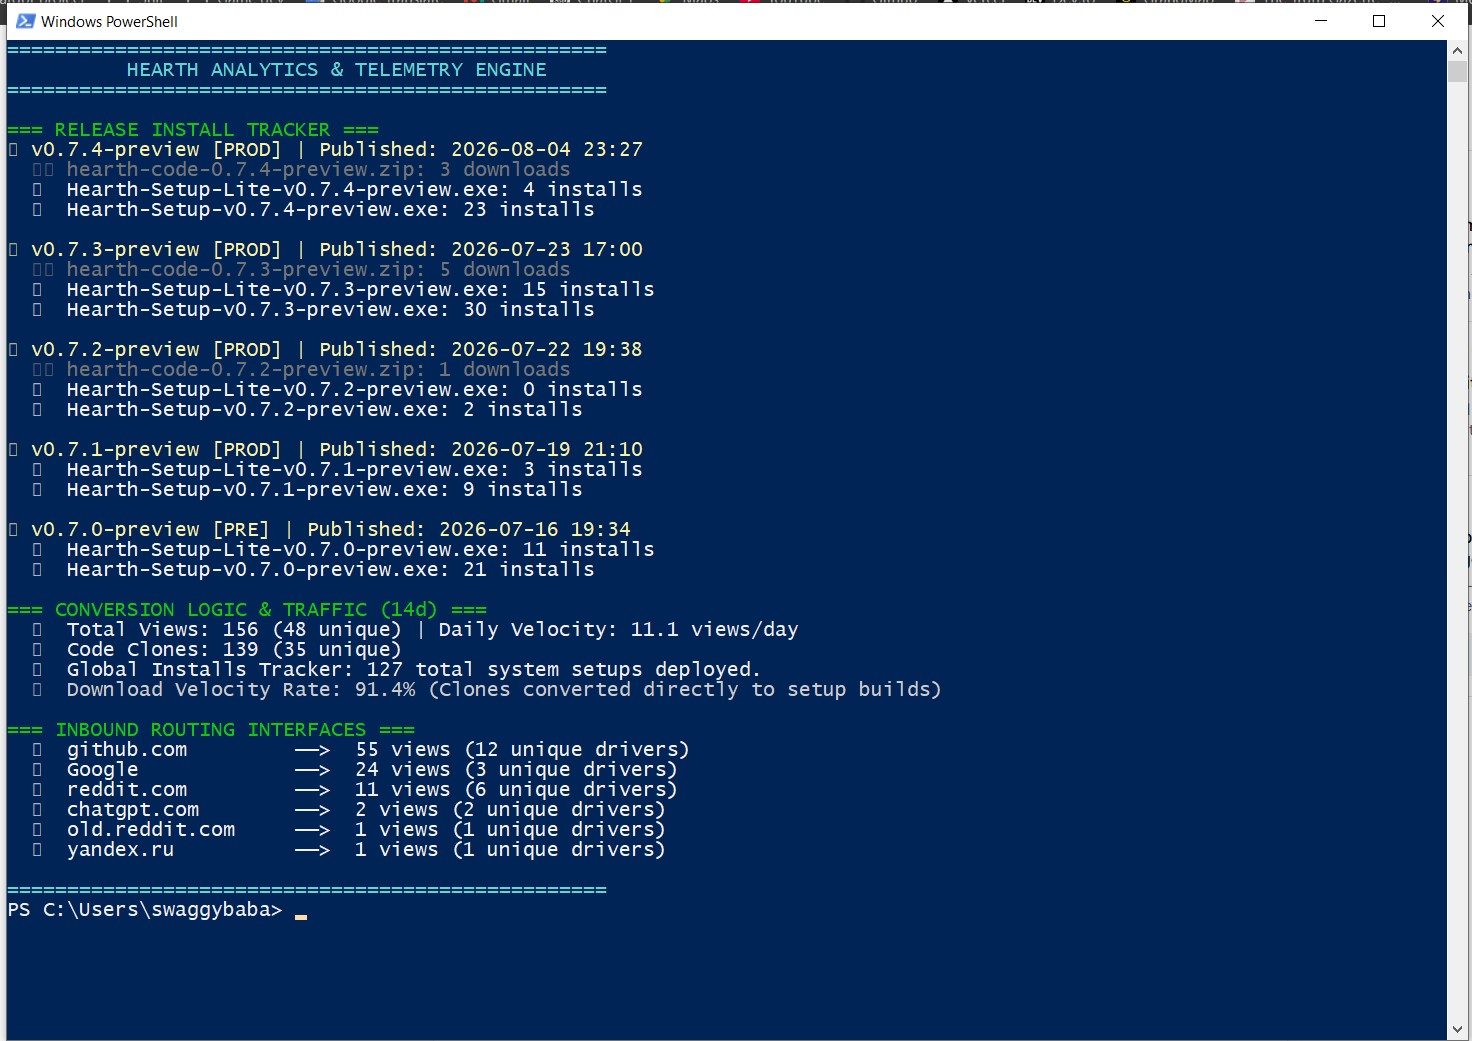 Windows PowerShell
==================================================
HEARTH ANALYTICS & TELEMETRY ENGINE
==================================================
=== RELEASE INSTALL TRACKER ===
v0.7.4-preview [PROD] | Published: 2026-08-04 23:27
hearth-code-0.7.4-preview.zip: 3 downloads
Hearth-Setup-Lite-v0.7.4-preview.exe: 4 installs
Hearth-Setup-v0.7.4-preview.exe: 23 installs
v0.7.3-preview [PROD] | Published: 2026-07-23 17:00
hearth-code-0.7.3-preview.zip: 5 downloads
Hearth-Setup-Lite-v0.7.3-preview.exe: 15 installs
Hearth-Setup-v0.7.3-preview.exe: 30 installs
v0.7.2-preview [PROD] | Published: 2026-07-22 19:38
hearth-code-0.7.2-preview.zip: 1 downloads
Hearth-Setup-Lite-v0.7.2-preview.exe: 0 installs
Hearth-Setup-v0.7.2-preview.exe: 2 installs
v0.7.1-preview [PROD] | Published: 2026-07-19 21:10
Hearth-Setup-Lite-v0.7.1-preview.exe: 3 installs
Hearth-Setup-v0.7.1-preview.exe: 9 installs
v0.7.0-preview [PRE] | Published: 2026-07-16 19:34
Hearth-Setup-Lite-v0.7.0-preview.exe: 11 installs
Hearth-Setup-v0.7.0-preview.exe: 21 installs
=== CONVERSION LOGIC & TRAFFIC (14d) ===
Total Views: 156 (48 unique) | Daily Velocity: 11.1 views/day
Code Clones: 139 (35 unique)
Global Installs Tracker: 127 total system setups deployed.
Download Velocity Rate: 91.4% (Clones converted directly to setup builds)
=== INBOUND ROUTING INTERFACES ===
github.com ──> 55 views (12 unique drivers)
Google ──> 24 views (3 unique drivers)
reddit.com ──> 11 views (6 unique drivers)
chatgpt.com ──> 2 views (2 unique drivers)
old.reddit.com ──> 1 views (1 unique drivers)
yandex.ru ──> 1 views (1 unique drivers)
==================================================
PS C:\Users\swaggybaba>